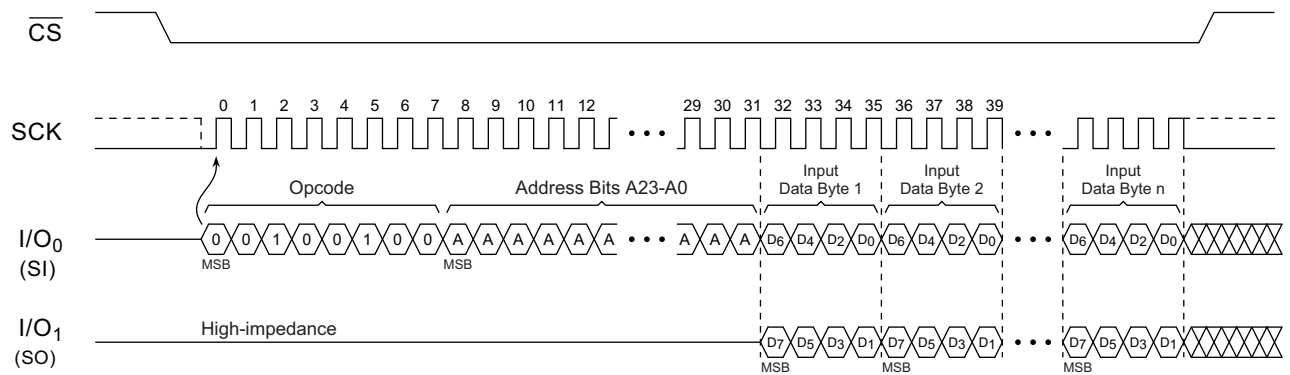 CS
SCK
0 1 2 3 4 5 6 7 8 9 10 11 12 29 30 31 32 33 34 35 36 37 38 39
Opcode
Address Bits A23-A0
Input
Data Byte 1
Input
Data Byte 2
Input
Data Byte n
I/O0
(SI)
0 0 1 0 0 1 0 0 A A A A A A A A A D6 D4 D2 D0 D6 D4 D2 D0 D6 D4 D2 D0
MSB MSB
I/O1
(SO)
High-impedance
D7 D5 D3 D1 D7 D5 D3 D1 D7 D5 D3 D1
MSB MSB MSB